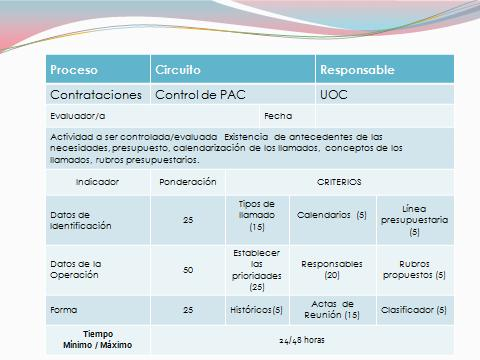 Proceso Circuito Responsable
Contrataciones Control de PAC UOC
Evaluador/a Fecha
Actividad a ser controlada/evaluada Existencia de antecedentes de las
necesidades, presupuesto, calendarización de los llamados, conceptos de los
llamados, rubros presupuestarios.
Indicador Ponderación CRITERIOS
Datos de
Identificación
25
Tipos de
llamado
(15)
Calendarios (5)
Línea
presupuestaria
(5)
Datos de la
Operación
50
Establecer
las
prioridades
(25)
Responsables
(20)
Rubros
propuestos (5)
Forma
25
Históricos(5)
Actas de
Reunión (15)
Clasificador (5)
Tiempo
Mínimo / Máximo
24/48 horas